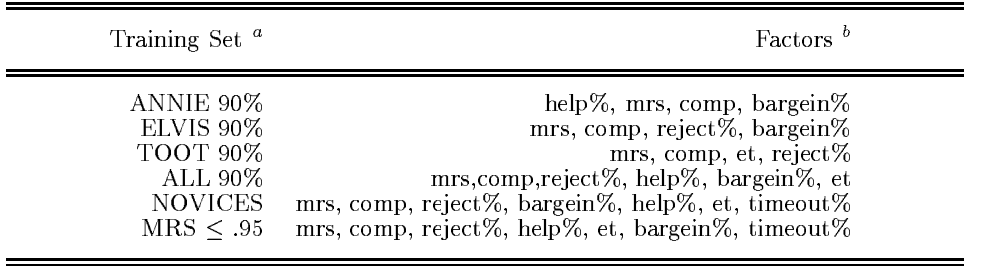 Training Set a Factors b
ANNIE 90% help%, mrs, comp, bargein%
ELVIS 90% mrs, comp, reject%, bargein%
TOOT 90% mrs, comp, et, reject%
ALL 90% mrs,comp,reject%, help%, bargein%, et
NOVICES mrs, comp, reject%, bargein%, help%, et, timeout%
MRS ≤ .95 mrs, comp, reject%, help%, et, bargein%, timeout%